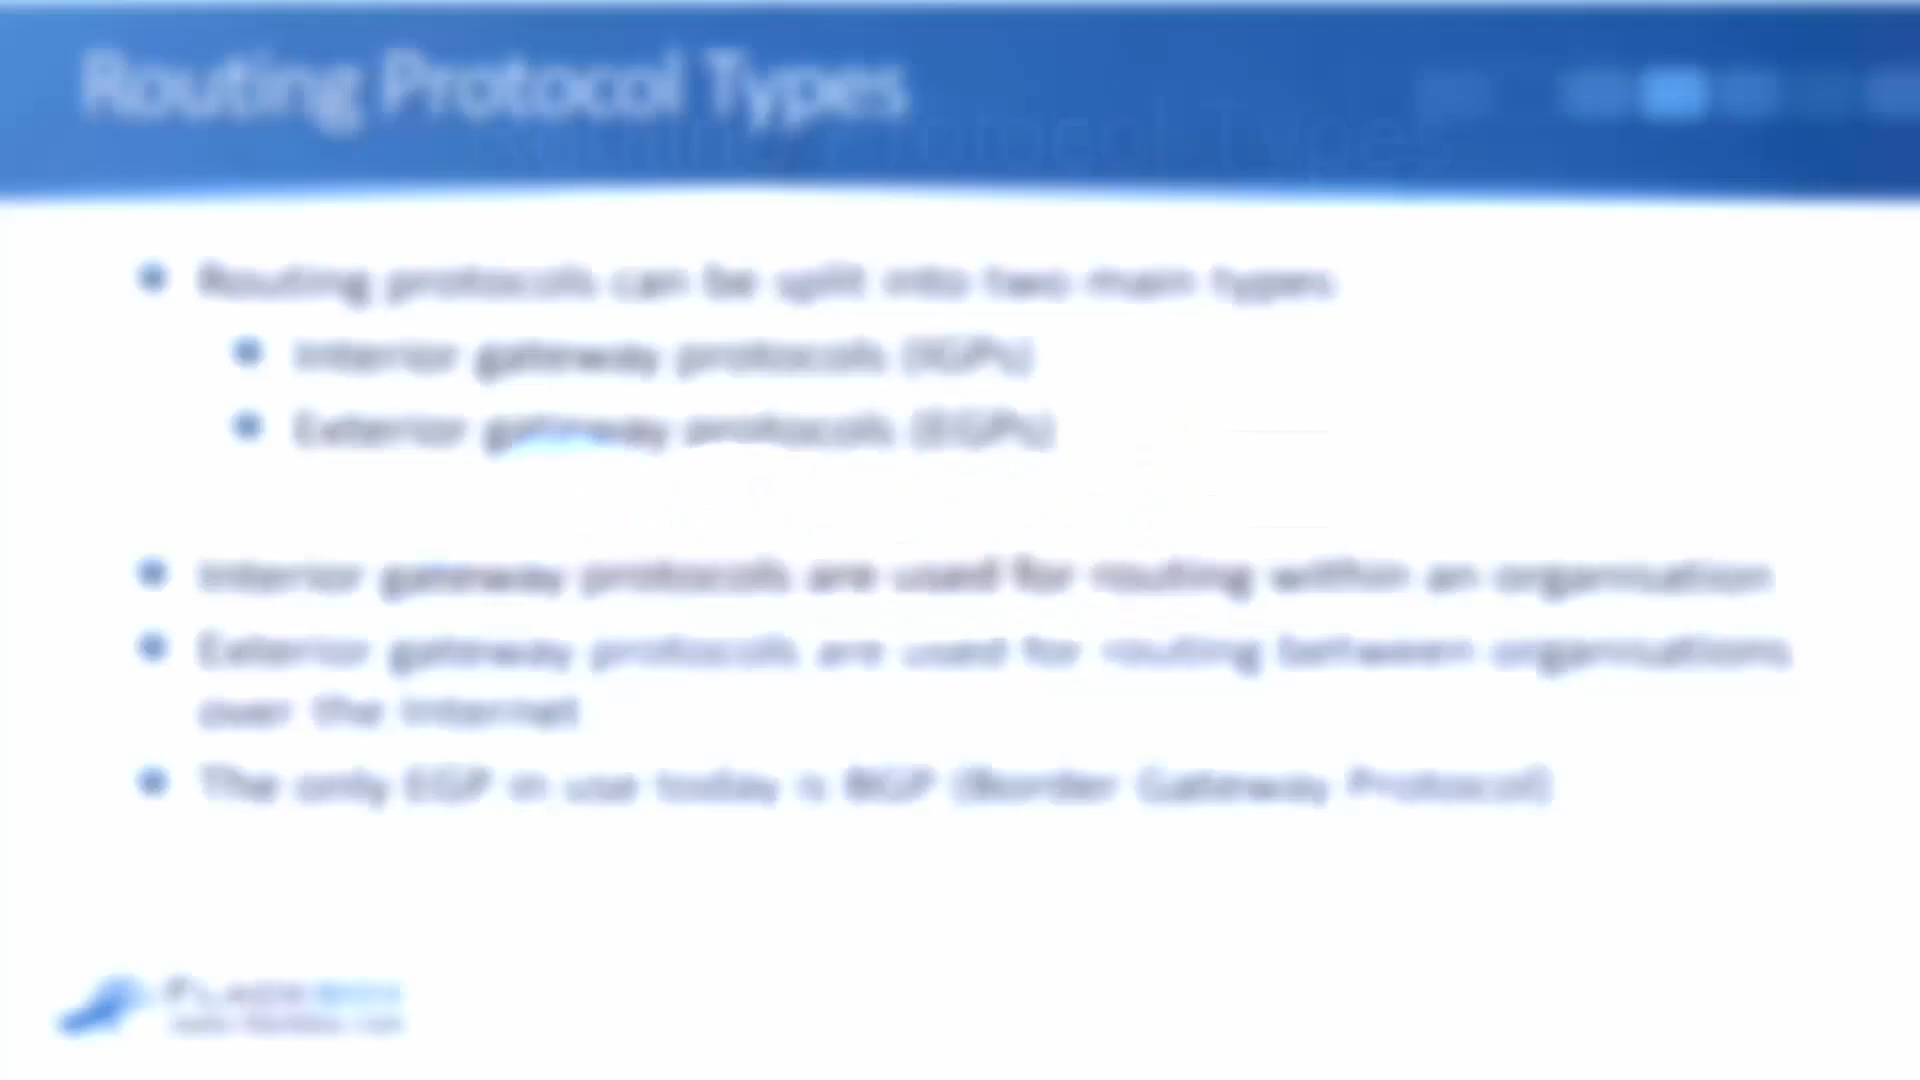 Routing Protocol Types
Routing protocols can be split into two main types
Interior gateway protocols (IGPs)
Exterior gateway protocols (EGPs)
Interior gateway protocols are used for routing within an organisation
Exterior gateway protocols are used for routing between organisations
over the Internet
The only EGP in use today is BGP (Border Gateway Protocol)